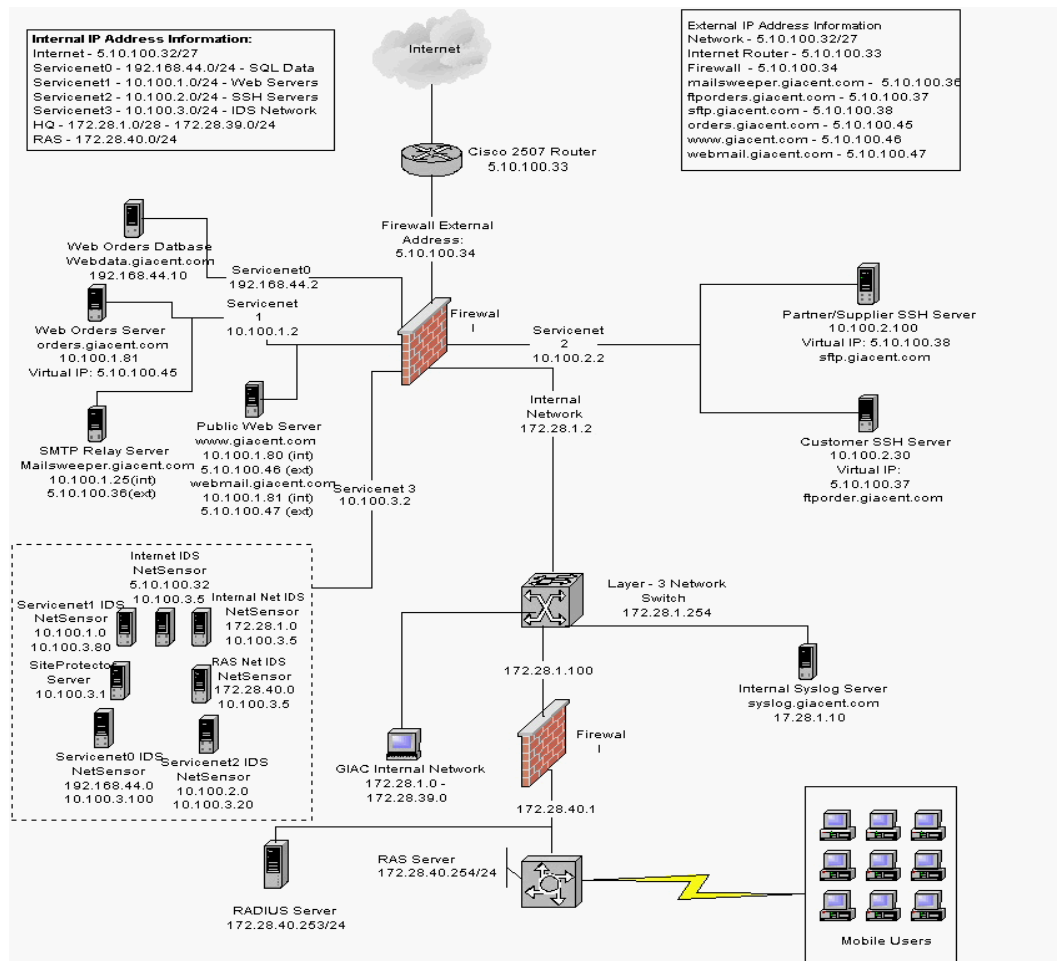 Internal IP Address Information:
Internet - 5.10.100.32/27
Servicenet0 - 192.168.44.0/24 - SQL Data
Servicenet1 - 10.100.1.0/24 - Web Servers
Servicenet2 - 10.100.2.0/24 - SSH Servers
Servicenet3 - 10.100.3.0/24 - IDS Network
HQ - 172.28.1.0/28 - 172.28.39.0/24
RAS - 172.28.40.0/24
Internet
External IP Address Information
Network - 5.10.100.32/27
Internet Router - 5.10.100.33
Firewall - 5.10.100.34
mailsweeper.giacent.com - 5.10.100.36
ftporders.giacent.com - 5.10.100.37
sftp.giacent.com - 5.10.100.38
orders.giacent.com - 5.10.100.45
www.giacent.com - 5.10.100.46
webmail.giacent.com - 5.10.100.47
Cisco 2507 Router
5.10.100.33
Firewall External
Address:
5.10.100.34
Web Orders Datbase
Webdata.giacent.com
192.168.44.10
Servicenet0
192.168.44.2
Servicenet
1
10.100.1.2
Firewal
l
Servicenet
2
10.100.2.2
Partner/Supplier SSH Server
10.100.2.100
Virtual IP: 5.10.100.38
sftp.giacent.com
Web Orders Server
orders.giacent.com
10.100.1.81
Virtual IP: 5.10.100.45
Internal
Network
172.28.1.2
Public Web Server
www.giacent.com
10.100.1.80 (int)
5.10.100.46 (ext)
webmail.giacent.com
10.100.1.81 (int)
5.10.100.47 (ext)
SMTP Relay Server
Mailsweeper.giacent.com
10.100.1.25(int)
5.10.100.36(ext)
Customer SSH Server
10.100.2.30
Virtual IP:
5.10.100.37
ftporder.giacent.com
Servicenet 3
10.100.3.2
Internet IDS
NetSensor
5.10.100.32
10.100.3.5
Servicenet1 IDS
NetSensor
10.100.1.0
10.100.3.80
Internal Net IDS
NetSensor
172.28.1.0
10.100.3.5
SiteProtector
Server
10.100.3.1
RAS Net IDS
NetSensor
172.28.40.0
10.100.3.5
Servicenet0 IDS
NetSensor
192.168.44.0
10.100.3.100
Servicenet2 IDS
NetSensor
10.100.2.0
10.100.3.20
Layer - 3 Network
Switch
172.28.1.254
172.28.1.100
Internal Syslog Server
syslog.giacent.com
17.28.1.10
Firewal
l
GIAC Internal Network
172.28.1.0 -
172.28.39.0
172.28.40.1
RAS Server
172.28.40.254/24
RADIUS Server
172.28.40.253/24
Mobile Users